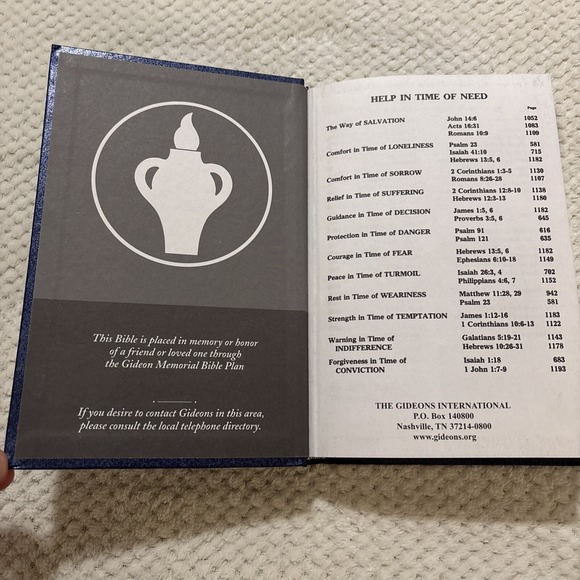 This Bible is placed in memory or honor
of a friend or loved one through
the Gideon Memorial Bible Plan
If you desire to contact Gideons in this area,
please consult the local telephone directory.
HELP IN TIME OF NEED
Page
The Way of SALVATION John 14:6 1052
Acts 16:31 1083
Romans 10:9 1109
Comfort in Time of LONELINESS Psalm 23 581
Isaiah 41:10 715
Hebrews 13:5, 6 1182
Comfort in Time of SORROW 2 Corinthians 1:3-5 1130
Romans 8:26-28 1107
Relief in Time of SUFFERING 2 Corinthians 12:8-10 1138
Hebrews 12:3-13 1180
Guidance in Time of DECISION James 1:5, 6 1182
Proverbs 3:5, 6 645
Protection in Time of DANGER Psalm 91 616
Psalm 121 635
Courage in Time of FEAR Hebrews 13:5, 6 1182
Ephesians 6:10-18 1149
Peace in Time of TURMOIL Isaiah 26:3, 4 702
Philippians 4:6, 7 1152
Rest in Time of WEARINESS Matthew 11:28, 29 942
Psalm 23 581
Strength in Time of TEMPTATION James 1:12-16 1183
1 Corinthians 10:6-13 1122
Warning in Time of Galatians 5:19-21 1143
INDIFFERENCE Hebrews 10:26-31 1178
Forgiveness in Time of Isaiah 1:18 683
CONVICTION 1 John 1:7-9 1193
THE GIDEONS INTERNATIONAL
P.O. Box 140800
Nashville, TN 37214-0800
www.gideons.org